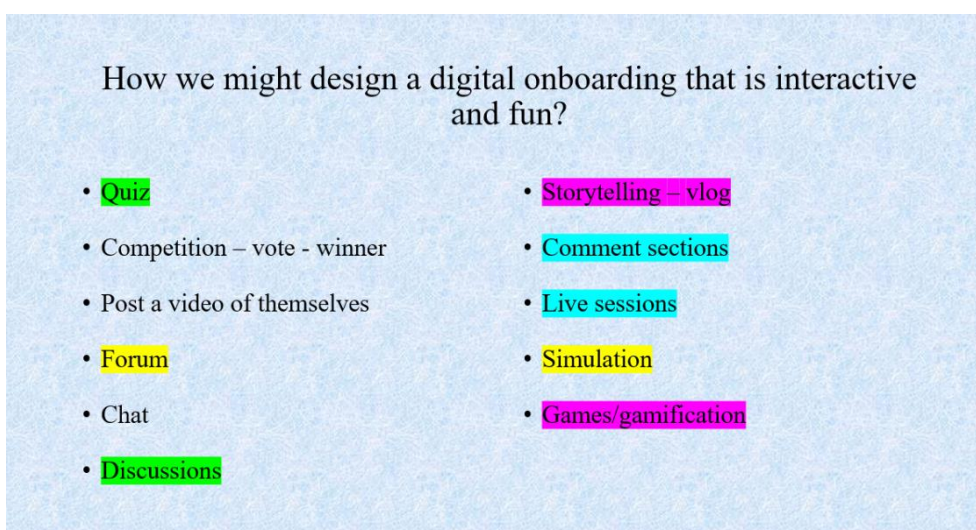 How we might design a digital onboarding that is interactive
and fun?
• Quiz
• Competition – vote - winner
• Post a video of themselves
• Forum
• Chat
• Discussions
• Storytelling – vlog
• Comment sections
• Live sessions
• Simulation
• Games/gamification